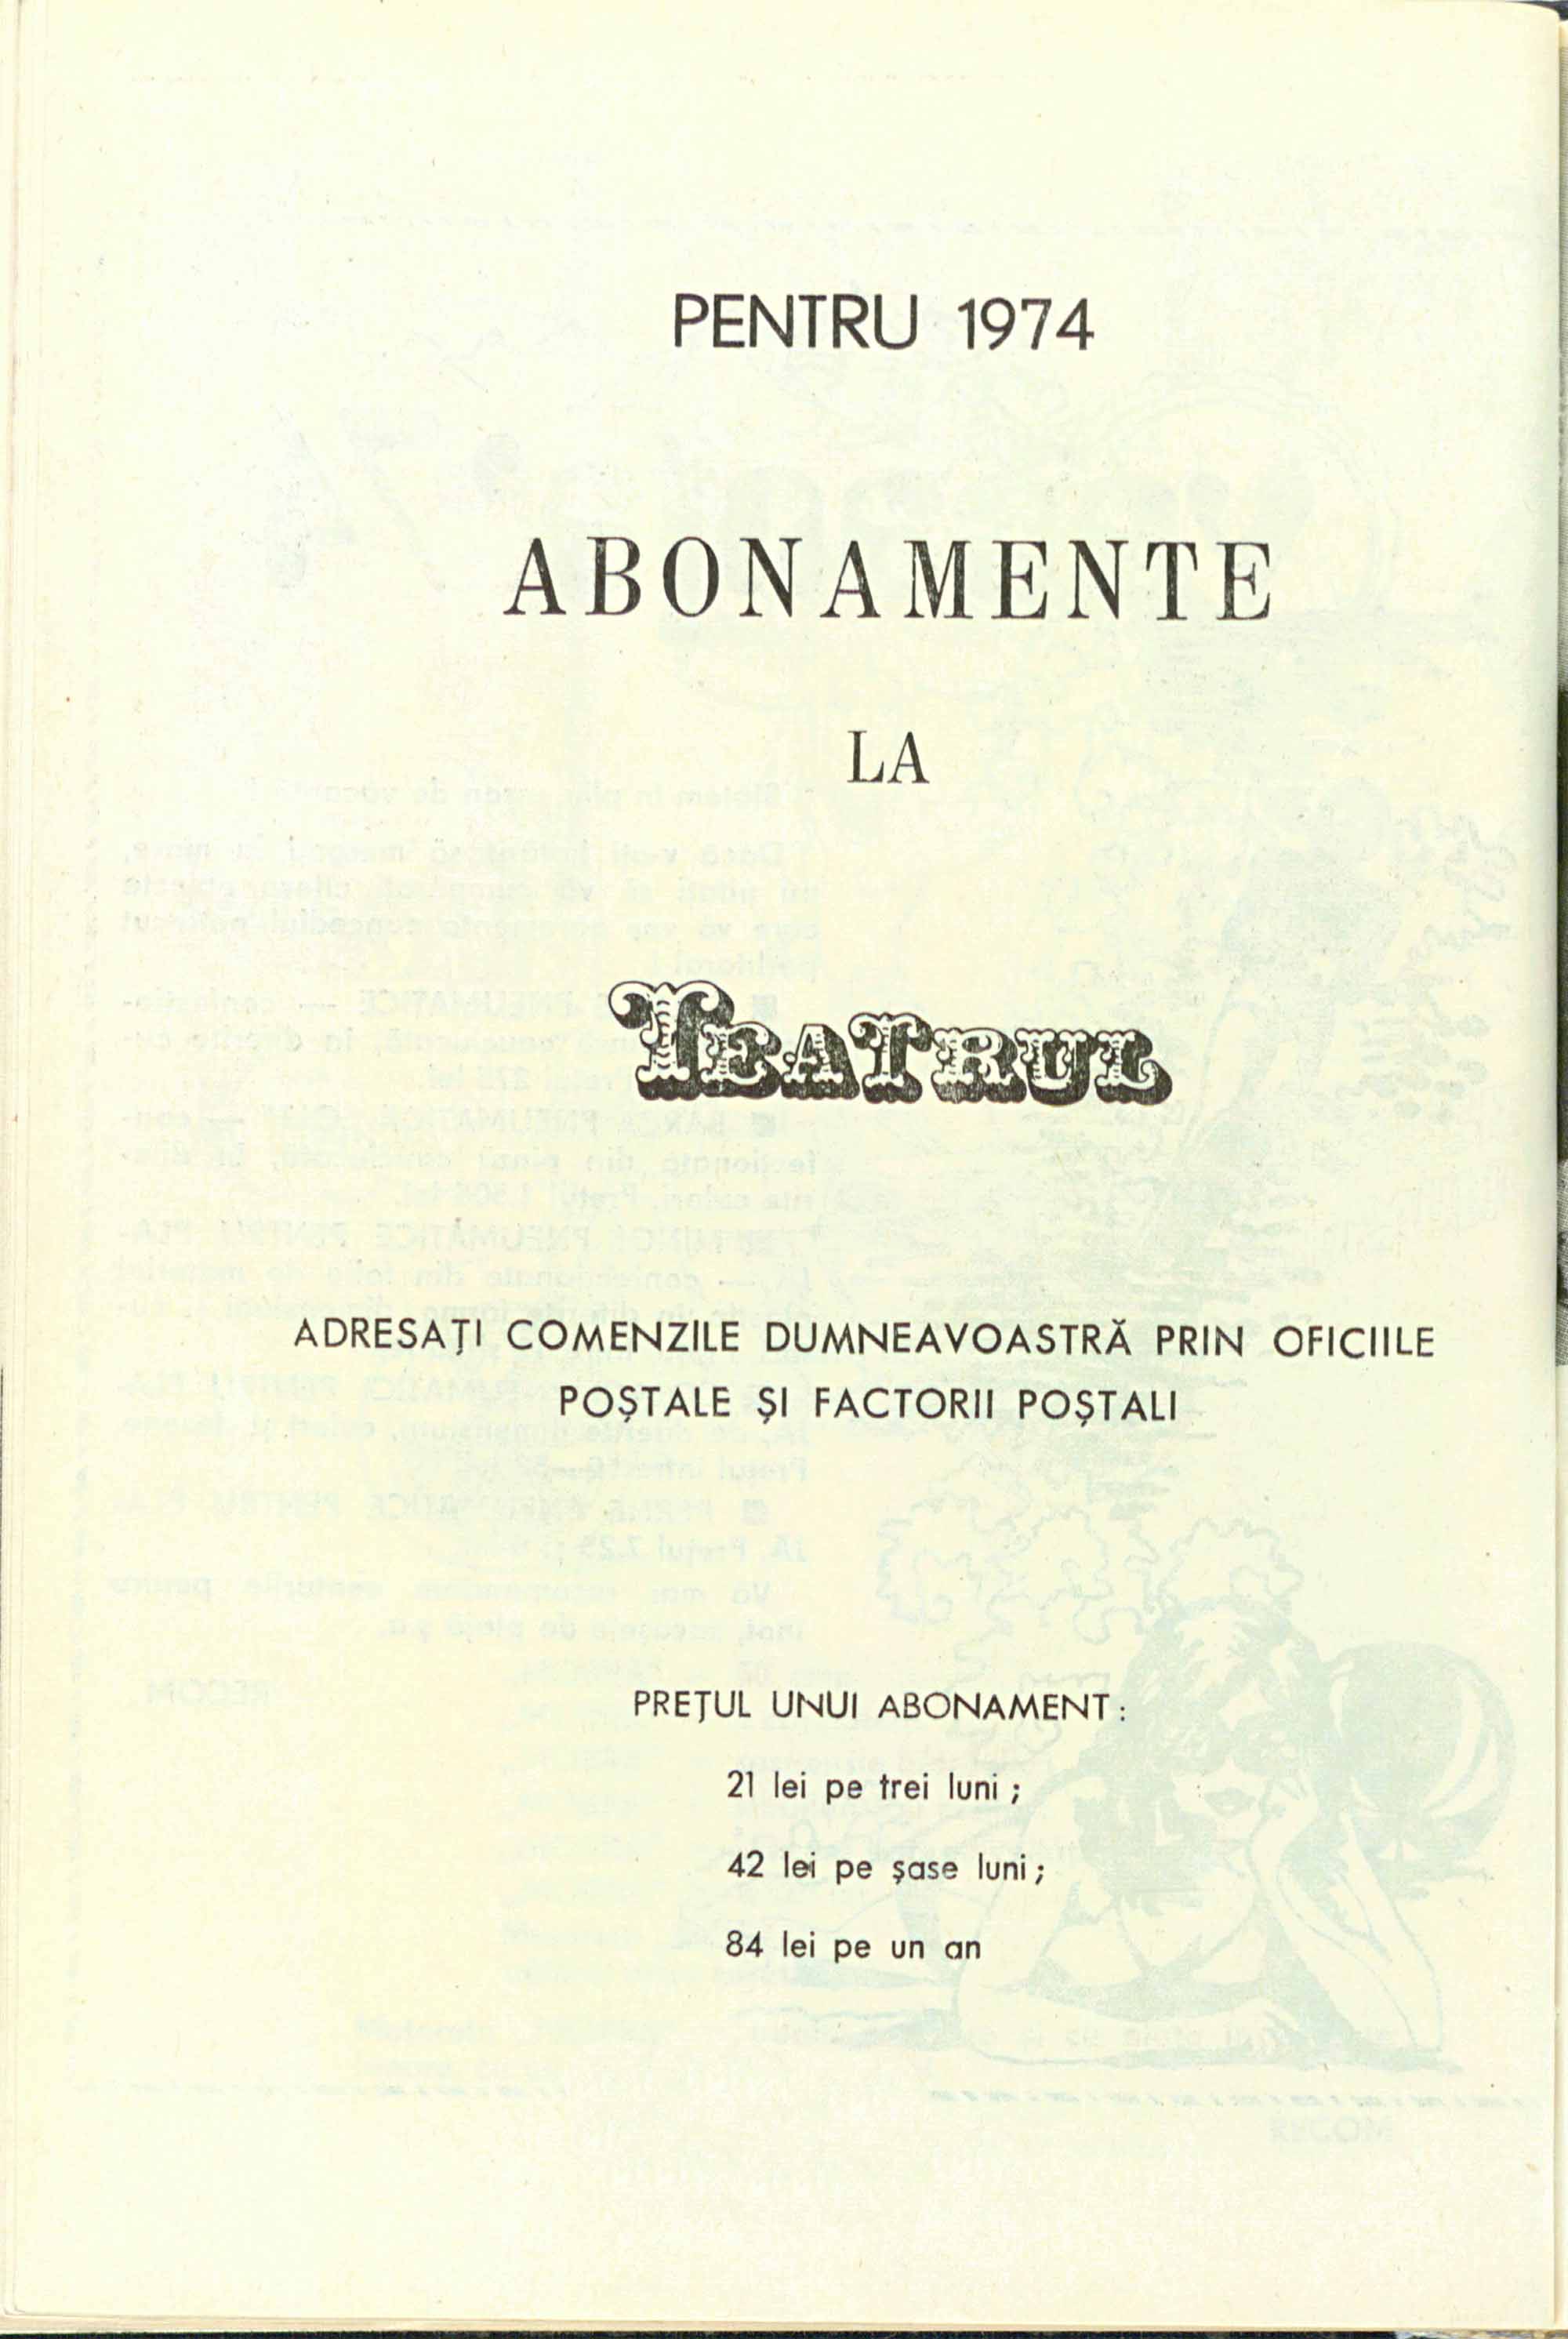 PENTRU 1974
ABONAMENTE
LA
TEATRUL
ADRESAȚI COMENZILE DUMNEAVOASTRĂ PRIN OFICIILE
POȘTALE ȘI FACTORII POȘTALI
PREȚUL UNUI ABONAMENT :
21 lei pe trei luni ;
42 lei pe șase luni ;
84 lei pe un an